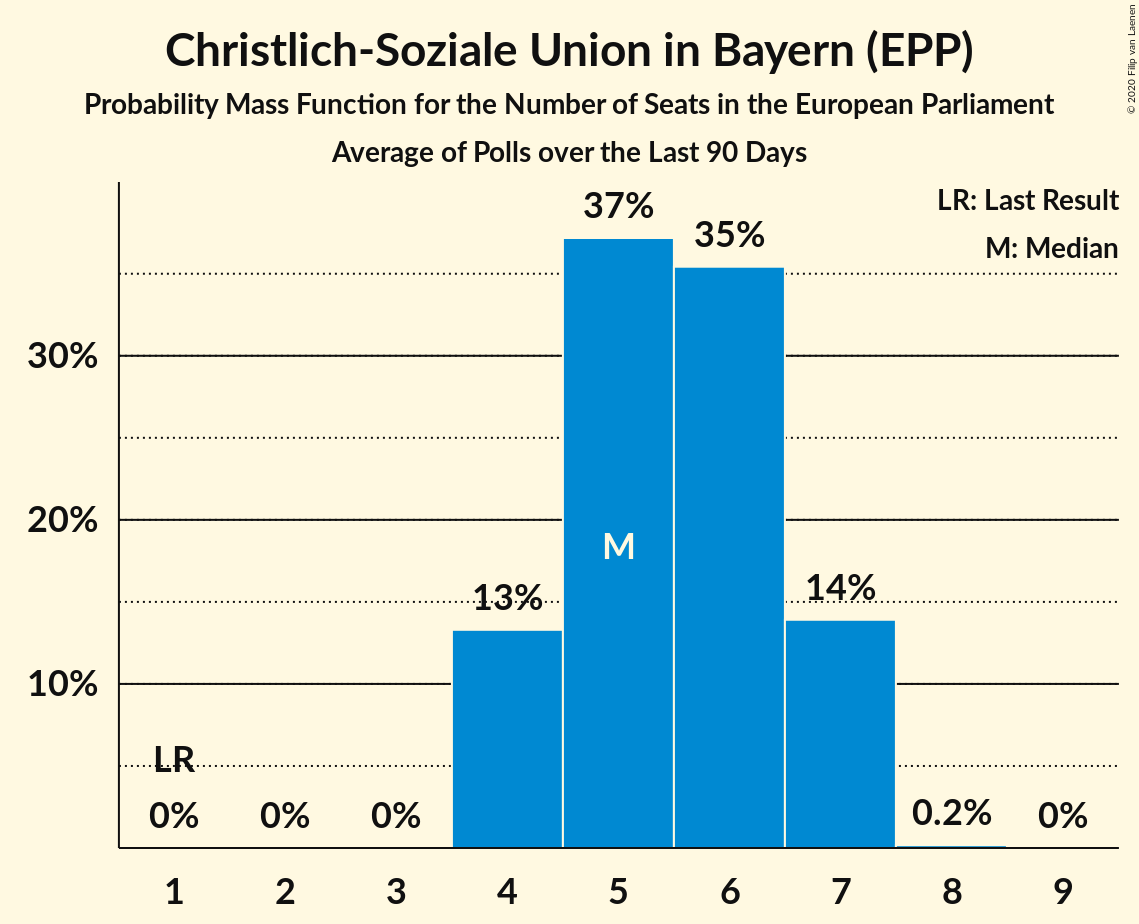 Christlich-Soziale Union in Bayern (EPP)
Probability Mass Function for the Number of Seats in the European Parliament
Average of Polls over the Last 90 Days
© 2020 Filip van Laenen
LR: Last Result
M: Median
37%
35%
30%
M
20%
13%
14%
10%
LR
0%
0%
0%
0.2%
0%
1 2 3 4 5 6 7 8 9